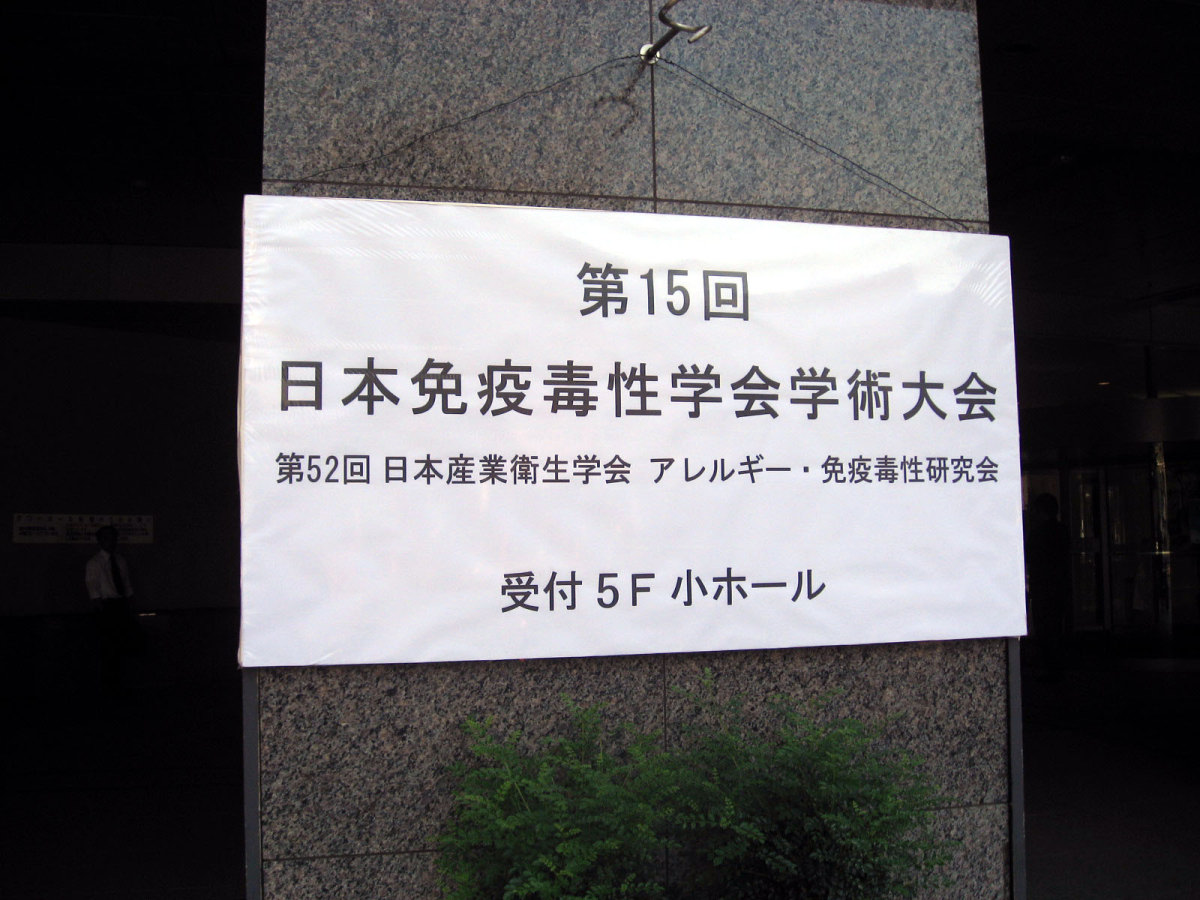 第15回
日本免疫毒性学会学術大会
第52回 日本産業衛生学会 アレルギー・免疫毒性研究会
受付 5F 小ホール